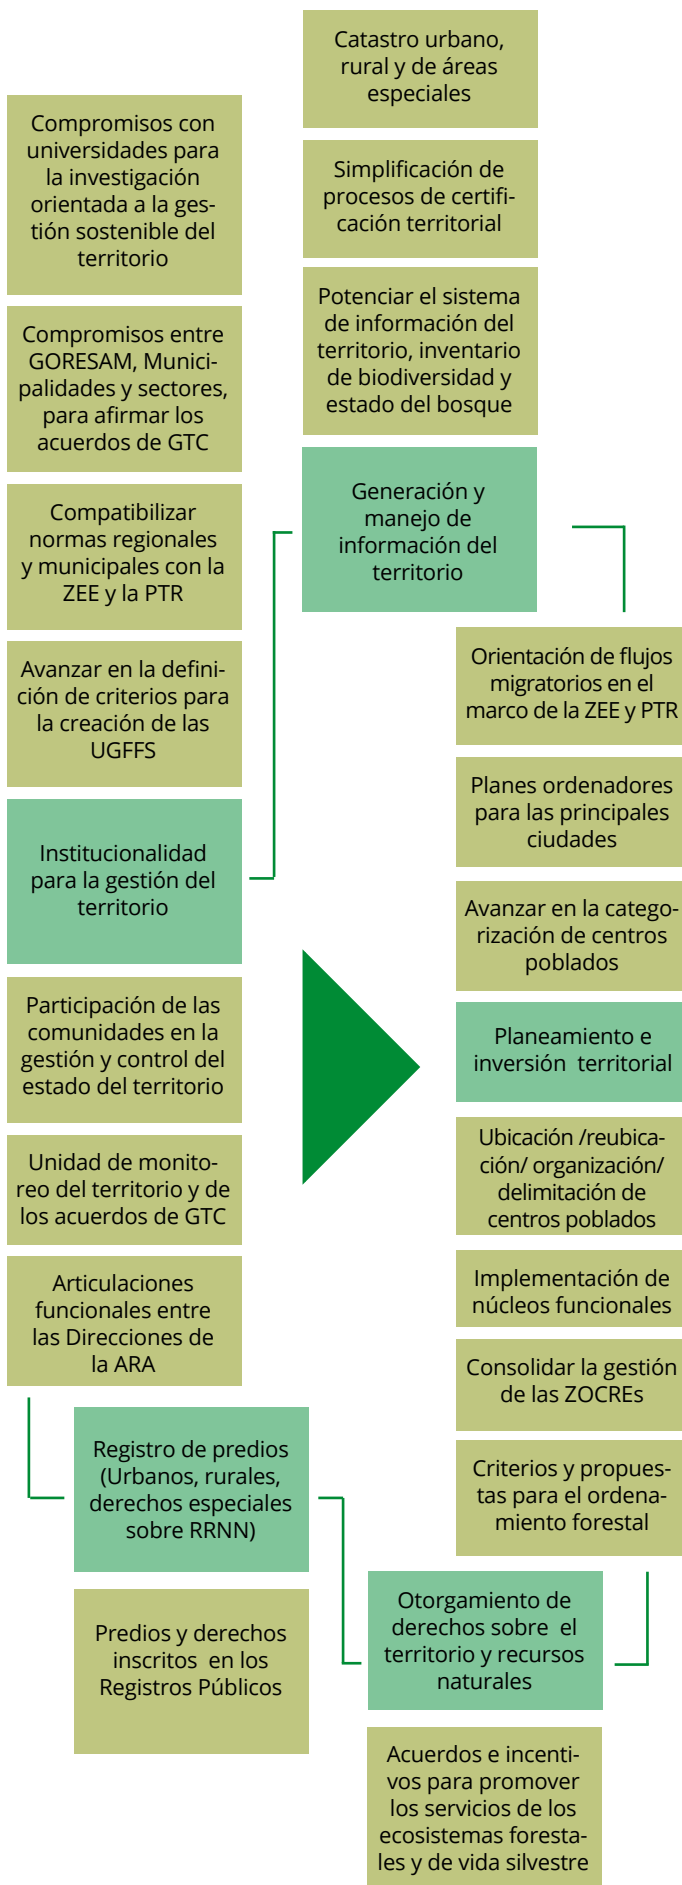 Catastro urbano,
rural y de áreas
especiales
Simplificación de
procesos de certifi-
cación territorial
Potenciar el sistema
de información del
territorio, inventario
de biodiversidad y
estado del bosque
Generación y
manejo de
información del
territorio
Compromisos con
universidades para
la investigación
orientada a la ges-
tión sostenible del
territorio
Compromisos entre
GORESAM, Munici-
palidades y sectores,
para afirmar los
acuerdos de GTC
Compatibilizar
normas regionales
y municipales con la
ZEE y la PTR
Avanzar en la defini-
ción de criterios para
la creación de las
UGFFS
Institucionalidad
para la gestión del
territorio
Participación de las
comunidades en la
gestión y control del
estado del territorio
Unidad de monito-
reo del territorio y de
los acuerdos de GTC
Articulaciones
funcionales entre
las Direcciones de
la ARA
Orientación de flujos
migratorios en el
marco de la ZEE y PTR
Planes ordenadores
para las principales
ciudades
Avanzar en la catego-
rización de centros
poblados
Planeamiento e
inversión territorial
Ubicación /reubica-
ción/ organización/
delimitación de
centros poblados
Implementación de
núcleos funcionales
Consolidar la gestión
de las ZOCREs
Criterios y propues-
tas para el ordena-
miento forestal
Registro de predios
(Urbanos, rurales,
derechos especiales
sobre RRNN)
Predios y derechos
inscritos en los
Registros Públicos
Otorgamiento de
derechos sobre el
territorio y recursos
naturales
Acuerdos e incenti-
vos para promover
los servicios de los
ecosistemas foresta-
les y de vida silvestre